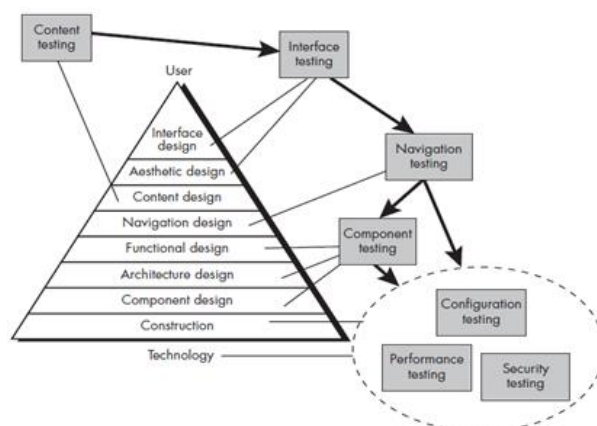 Content
testing
Interface
testing
User
Interface
design
Aesthetic design
Content design
Navigation design
Functional design
Architecture design
Component design
Construction
Technology
Navigation
testing
Component
testing
Configuration
testing
Performance
testing
Security
testing